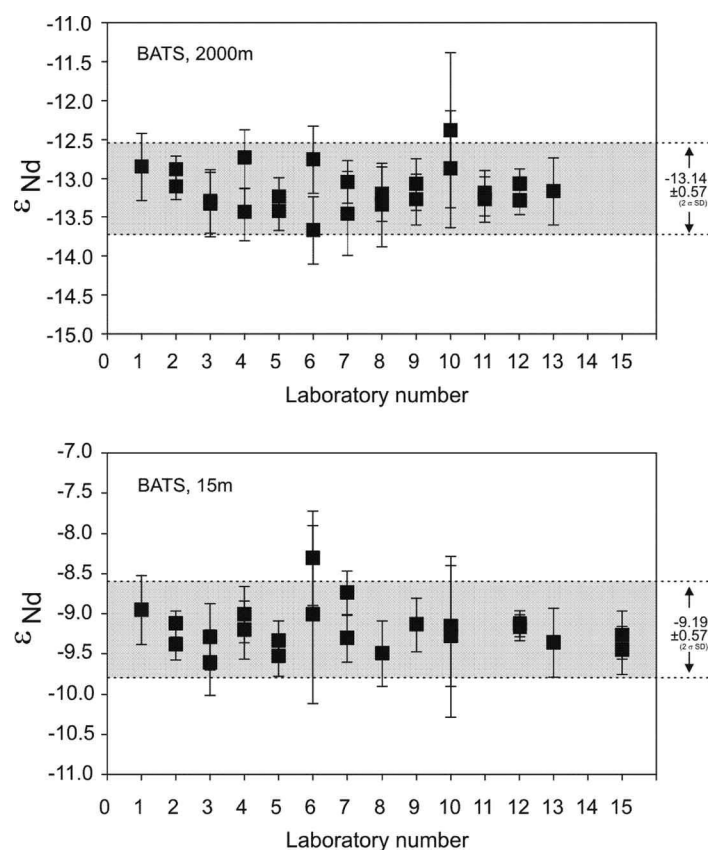 -11.0
BATS, 2000m
-11.5
-12.0
-12.5
-13.0
-13.5
-14.0
-14.5
-15.0
ε Nd
-13.14
±0.57
(2 σ SD)
0 1 2 3 4 5 6 7 8 9 10 11 12 13 14 15
Laboratory number
-7.0
BATS, 15m
-7.5
-8.0
-8.5
-9.0
-9.5
-10.0
-10.5
-11.0
ε Nd
-9.19
±0.57
(2 σ SD)
0 1 2 3 4 5 6 7 8 9 10 11 12 13 14 15
Laboratory number